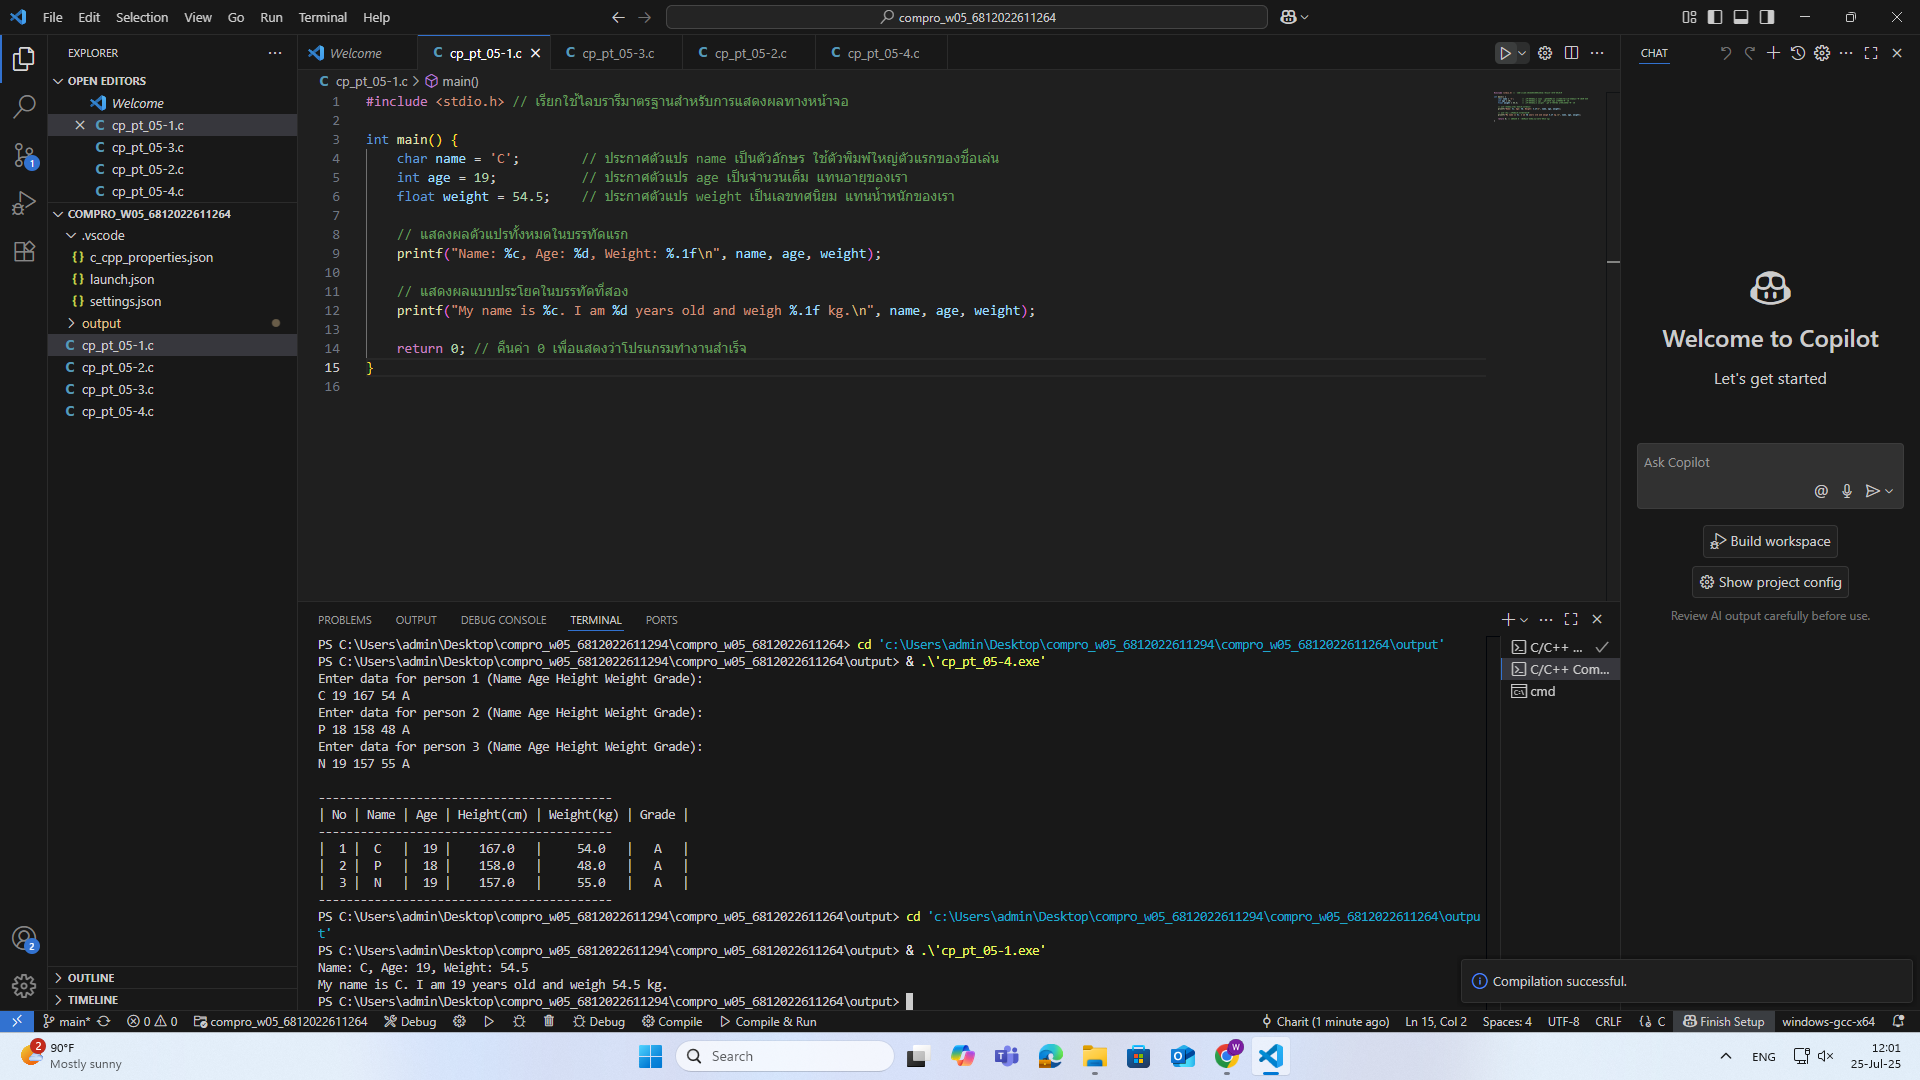 File Edit Selection View Go Run Terminal Help
compro_w05_6812022611264
EXPLORER
OPEN EDITORS
Welcome
cp_pt_05-1.c
cp_pt_05-3.c
cp_pt_05-2.c
cp_pt_05-4.c
COMPRO_W05_6812022611264
.vscode
c_cpp_properties.json
launch.json
settings.json
output
cp_pt_05-1.c
cp_pt_05-2.c
cp_pt_05-3.c
cp_pt_05-4.c
OUTLINE
TIMELINE
1
2
2
Welcome cp_pt_05-1.c cp_pt_05-3.c cp_pt_05-2.c cp_pt_05-4.c
cp_pt_05-1.c > main()
1 #include <stdio.h> // เรียกใช้ไลบรารีมาตรฐานสำหรับการแสดงผลทางหน้าจอ
2
3 int main() {
4 char name = 'C'; // ประกาศตัวแปร name เป็นตัวอักษร ใช้ตัวพิมพ์ใหญ่ตัวแรกของชื่อเล่น
5 int age = 19; // ประกาศตัวแปร age เป็นจำนวนเต็ม แทนอายุของเรา
6 float weight = 54.5; // ประกาศตัวแปร weight เป็นเลขทศนิยม แทนน้ำหนักของเรา
7
8 // แสดงผลตัวแปรทั้งหมดในบรรทัดแรก
9 printf("Name: %c, Age: %d, Weight: %.1f\n", name, age, weight);
10
11 // แสดงผลแบบประโยคในบรรทัดที่สอง
12 printf("My name is %c. I am %d years old and weigh %.1f kg.\n", name, age, weight);
13
14 return 0; // คืนค่า 0 เพื่อแสดงว่าโปรแกรมทำงานสำเร็จ
15 }
16
PROBLEMS OUTPUT DEBUG CONSOLE TERMINAL PORTS
PS C:\Users\admin\Desktop\compro_w05_6812022611294\compro_w05_6812022611264> cd 'c:\Users\admin\Desktop\compro_w05_6812022611294\compro_w05_6812022611264\output'
PS C:\Users\admin\Desktop\compro_w05_6812022611294\compro_w05_6812022611264\output> & .\'cp_pt_05-4.exe'
Enter data for person 1 (Name Age Height Weight Grade):
C 19 167 54 A
Enter data for person 2 (Name Age Height Weight Grade):
P 18 158 48 A
Enter data for person 3 (Name Age Height Weight Grade):
N 19 157 55 A
------------------------------------------
| No | Name | Age | Height(cm) | Weight(kg) | Grade |
------------------------------------------
| 1 | C | 19 | 167.0 | 54.0 | A |
| 2 | P | 18 | 158.0 | 48.0 | A |
| 3 | N | 19 | 157.0 | 55.0 | A |
------------------------------------------
PS C:\Users\admin\Desktop\compro_w05_6812022611294\compro_w05_6812022611264\output> cd 'c:\Users\admin\Desktop\compro_w05_6812022611294\compro_w05_6812022611264\outpu
t'
PS C:\Users\admin\Desktop\compro_w05_6812022611294\compro_w05_6812022611264\output> & .\'cp_pt_05-1.exe'
Name: C, Age: 19, Weight: 54.5
My name is C. I am 19 years old and weigh 54.5 kg.
PS C:\Users\admin\Desktop\compro_w05_6812022611294\compro_w05_6812022611264\output>
C/C++ ...
C/C++ Com...
cmd
CHAT
Welcome to Copilot
Let's get started
Ask Copilot
Build workspace
Show project config
Review AI output carefully before use.
Compilation successful.
main* 0 0 compro_w05_6812022611264 Debug Debug Compile Compile & Run Charit (1 minute ago) Ln 15, Col 2 Spaces: 4 UTF-8 CRLF {} C Finish Setup windows-gcc-x64
2
90°F
Mostly sunny
Search
W
ENG
12:01
25-Jul-25